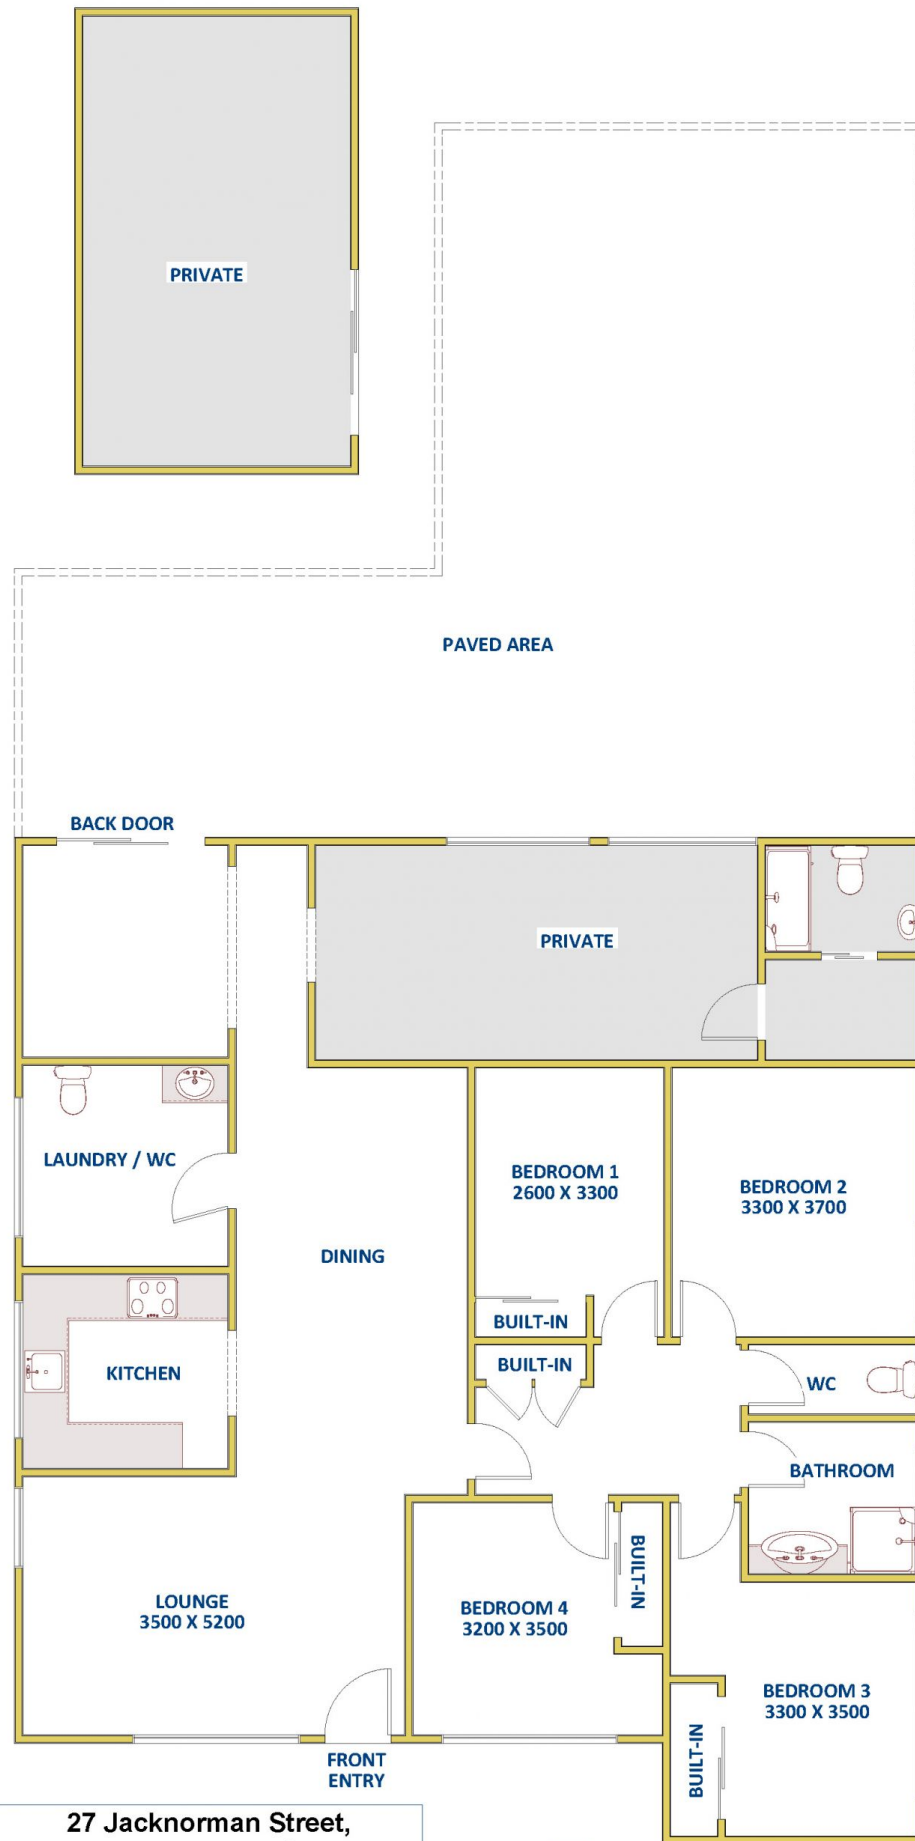 PRIVATE
PAVED AREA
BACK DOOR
PRIVATE
LAUNDRY / WC
BEDROOM 1
2600 X 3300
BEDROOM 2
3300 X 3700
DINING
BUILT-IN
BUILT-IN
KITCHEN
WC
BATHROOM
LOUNGE
3500 X 5200
BEDROOM 4
3200 X 3500
BUILT-IN
BEDROOM 3
3300 X 3500
BUILT-IN
FRONT
ENTRY
27 Jacknorman Street,